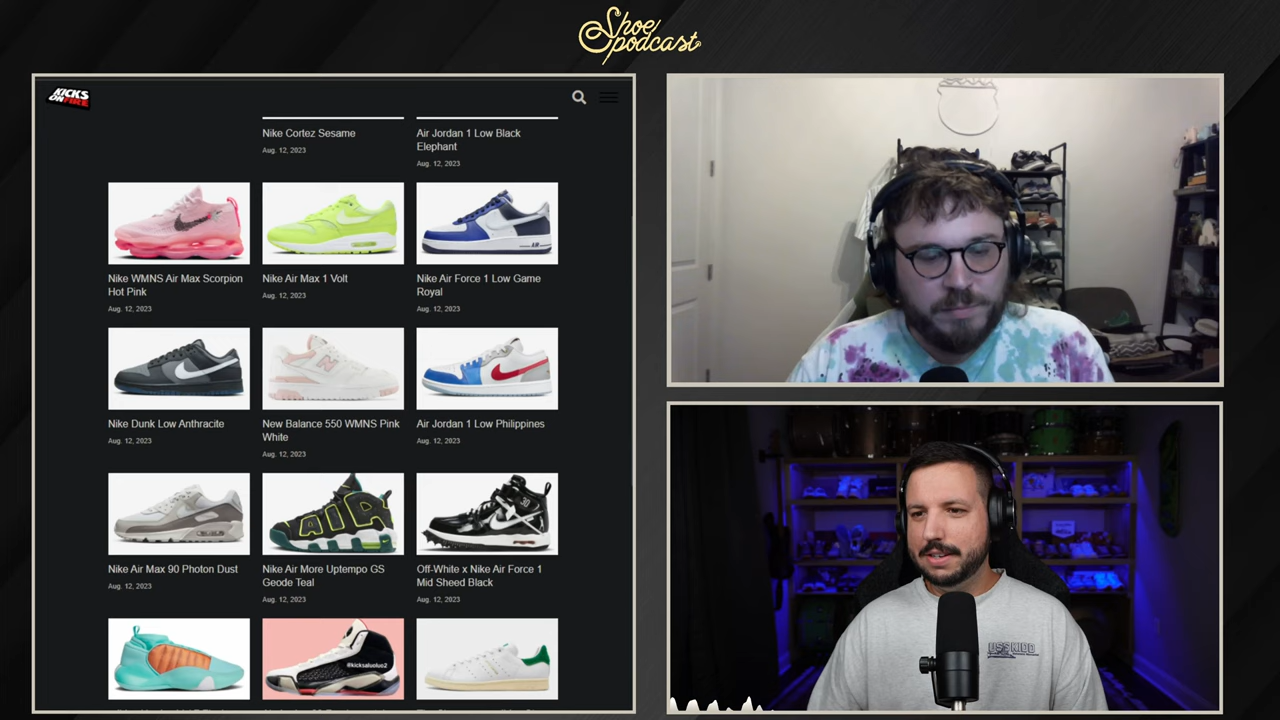 Shoe
podcast
KICKS
ONFIRE
Nike Cortez Sesame
Aug. 12, 2023
Air Jordan 1 Low Black
Elephant
Aug. 12, 2023
Nike WMNS Air Max Scorpion
Hot Pink
Aug. 12, 2023
Nike Air Max 1 Volt
Aug. 12, 2023
Nike Air Force 1 Low Game
Royal
Aug. 12, 2023
Nike Dunk Low Anthracite
Aug. 12, 2023
New Balance 550 WMNS Pink
White
Aug. 12, 2023
Air Jordan 1 Low Philippines
Aug. 12, 2023
AIR
30
Nike Air Max 90 Photon Dust
Aug. 12, 2023
Nike Air More Uptempo GS
Geode Teal
Aug. 12, 2023
Off-White x Nike Air Force 1
Mid Sheed Black
Aug. 12, 2023
@kicksaluoluo2